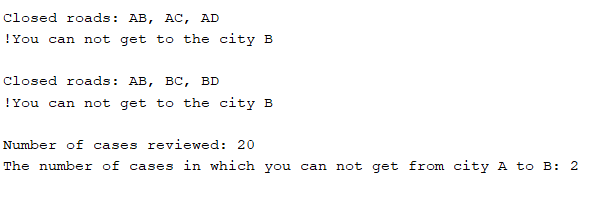 Closed roads: AB, AC, AD
!You can not get to the city B
Closed roads: AB, BC, BD
!You can not get to the city B
Number of cases reviewed: 20
The number of cases in which you can not get from city A to B: 2